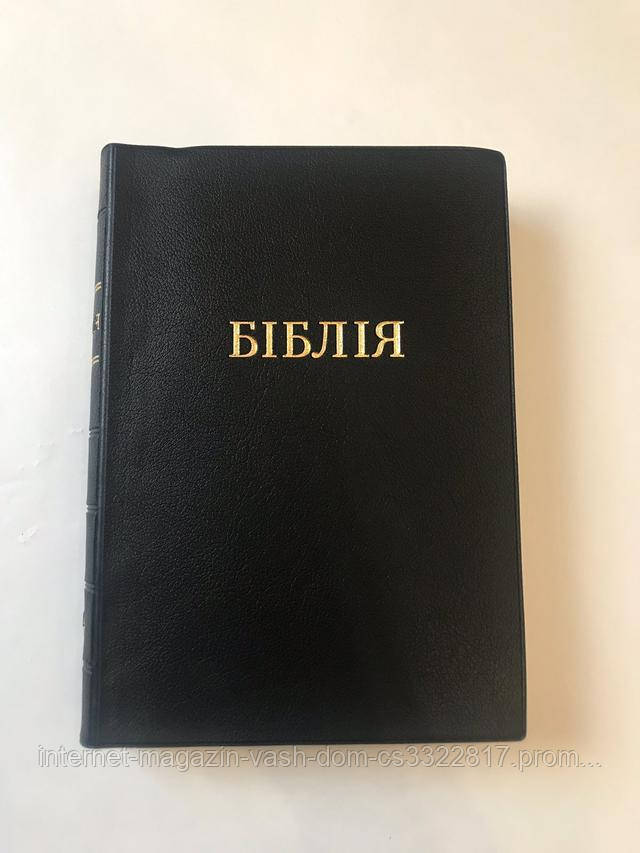 БІБЛІЯ
internet-magazin-vash-dom-cs3322817.prom...